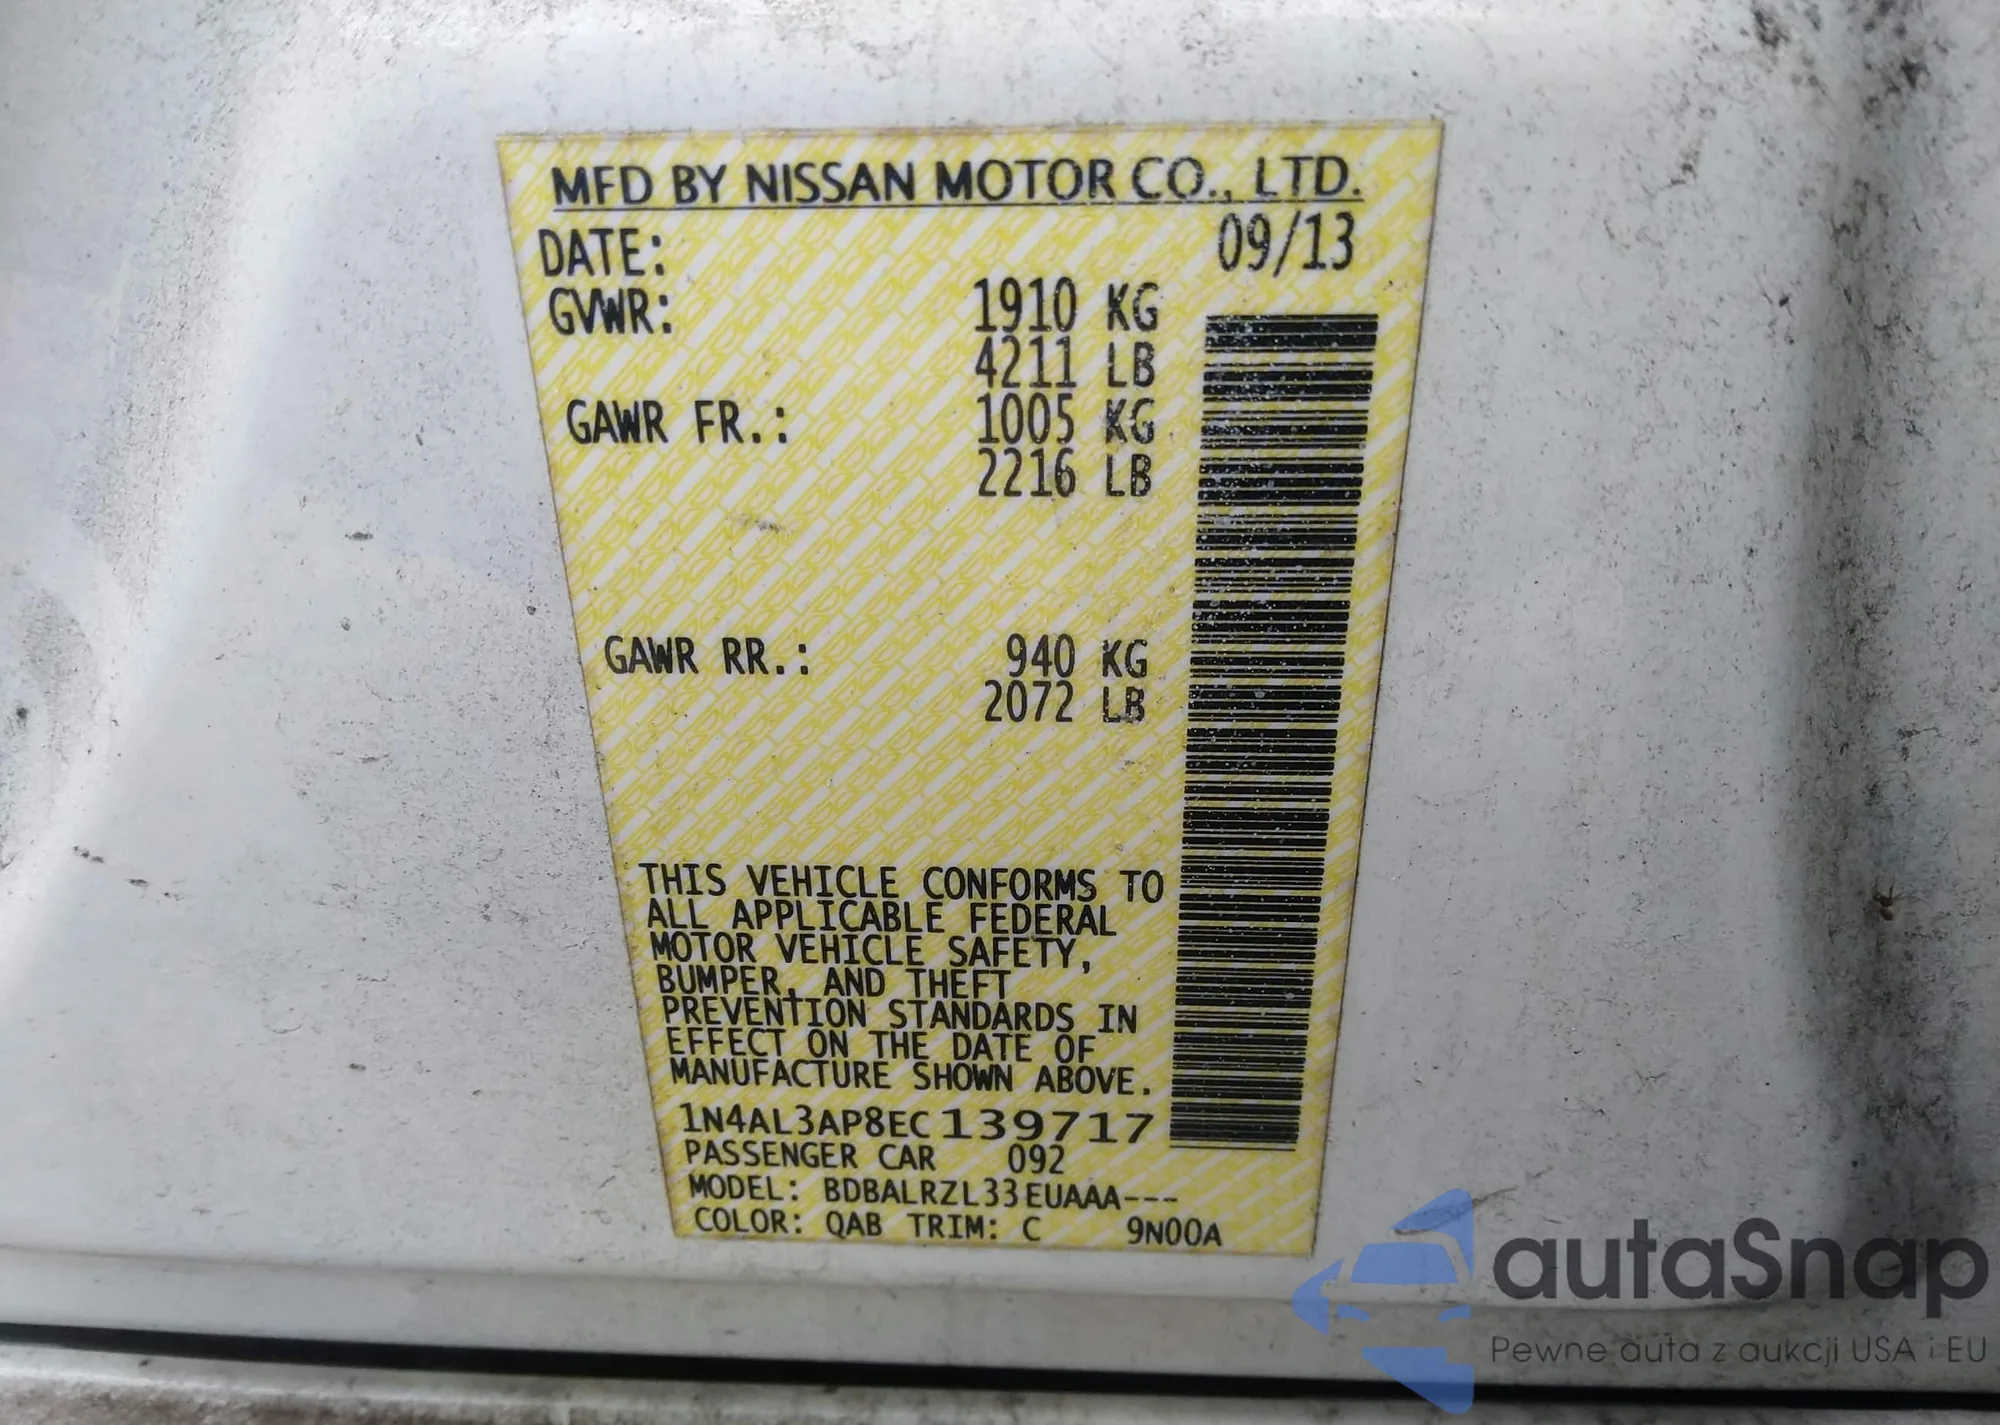 MFD BY NISSAN MOTOR CO., LTD.
DATE: 09/13
GVWR: 1910 KG
4211 LB
GAWR FR.: 1005 KG
2216 LB
GAWR RR.: 940 KG
2072 LB
THIS VEHICLE CONFORMS TO
ALL APPLICABLE FEDERAL
MOTOR VEHICLE SAFETY,
BUMPER, AND THEFT
PREVENTION STANDARDS IN
EFFECT ON THE DATE OF
MANUFACTURE SHOWN ABOVE.
1N4AL3AP8EC139717
PASSENGER CAR 092
MODEL: BDBALRZL33EUAAA---
COLOR: QAB TRIM: C 9N00A
autaSnap
Pewne auta z aukcji USA i EU